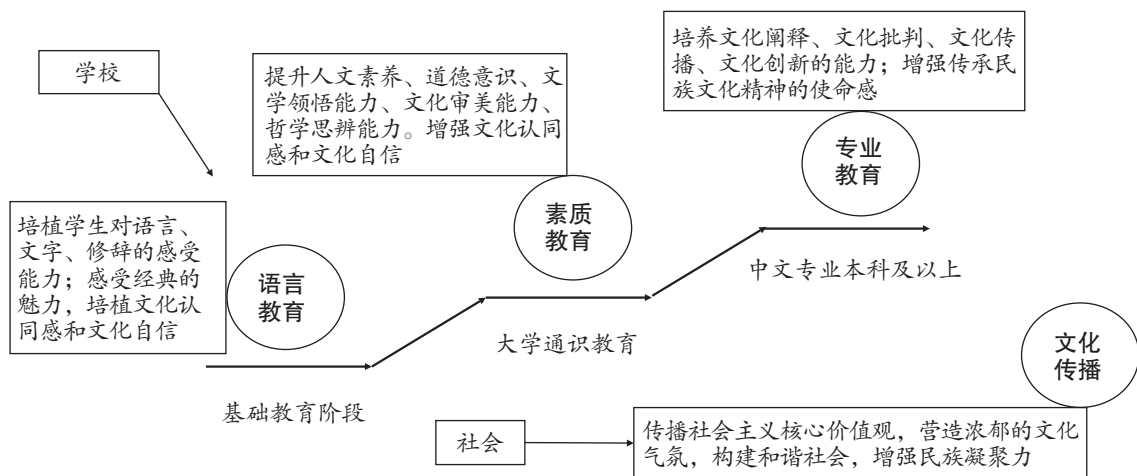 学校
提升人文素养、道德意识、文
学领悟能力、文化审美能力、
哲学思辨能力。增强文化认同
感和文化自信
培养文化阐释、文化批判、文化传
播、文化创新的能力；增强传承民
族文化精神的使命感
专业
教育
素质
教育
培植学生对语言、
文字、修辞的感受
能力；感受经典的
魅力，培植文化认
同感和文化自信
语言
教育
中文专业本科及以上
大学通识教育
基础教育阶段
文化
传播
社会
传播社会主义核心价值观，营造浓郁的文化
气氛，构建和谐社会，增强民族凝聚力